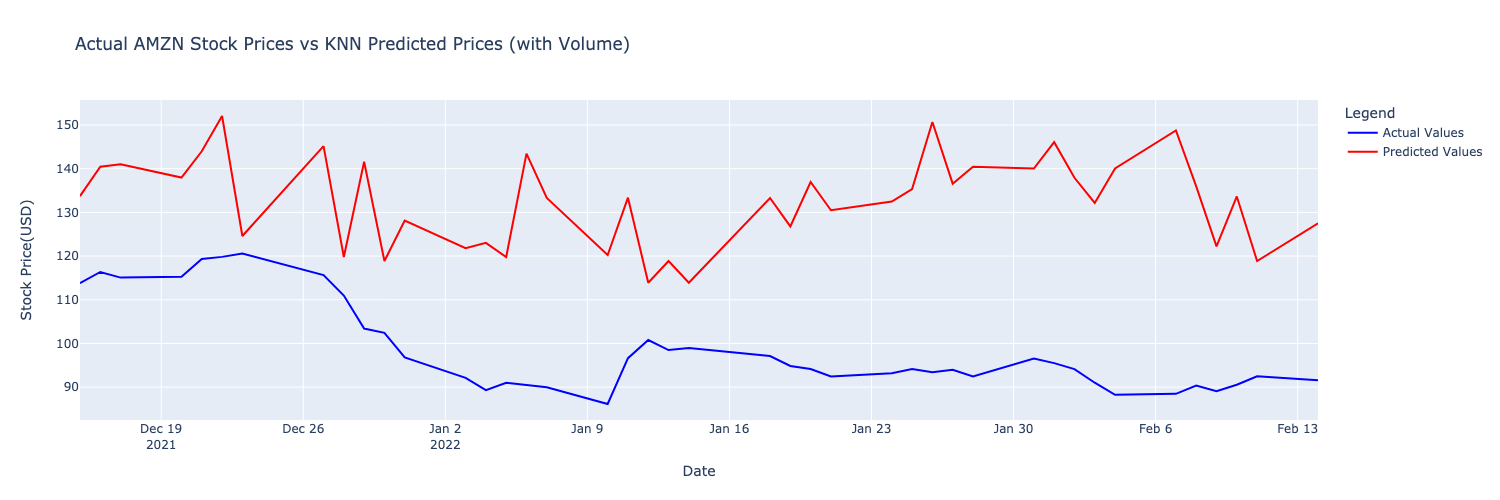 Actual AMZN Stock Prices vs KNN Predicted Prices (with Volume)
Legend
Actual Values
Predicted Values
Stock Price(USD)
150
140
130
120
110
100
90
Dec 19
2021
Dec 26
Jan 2
2022
Jan 9
Jan 16
Jan 23
Jan 30
Feb 6
Feb 13
Date